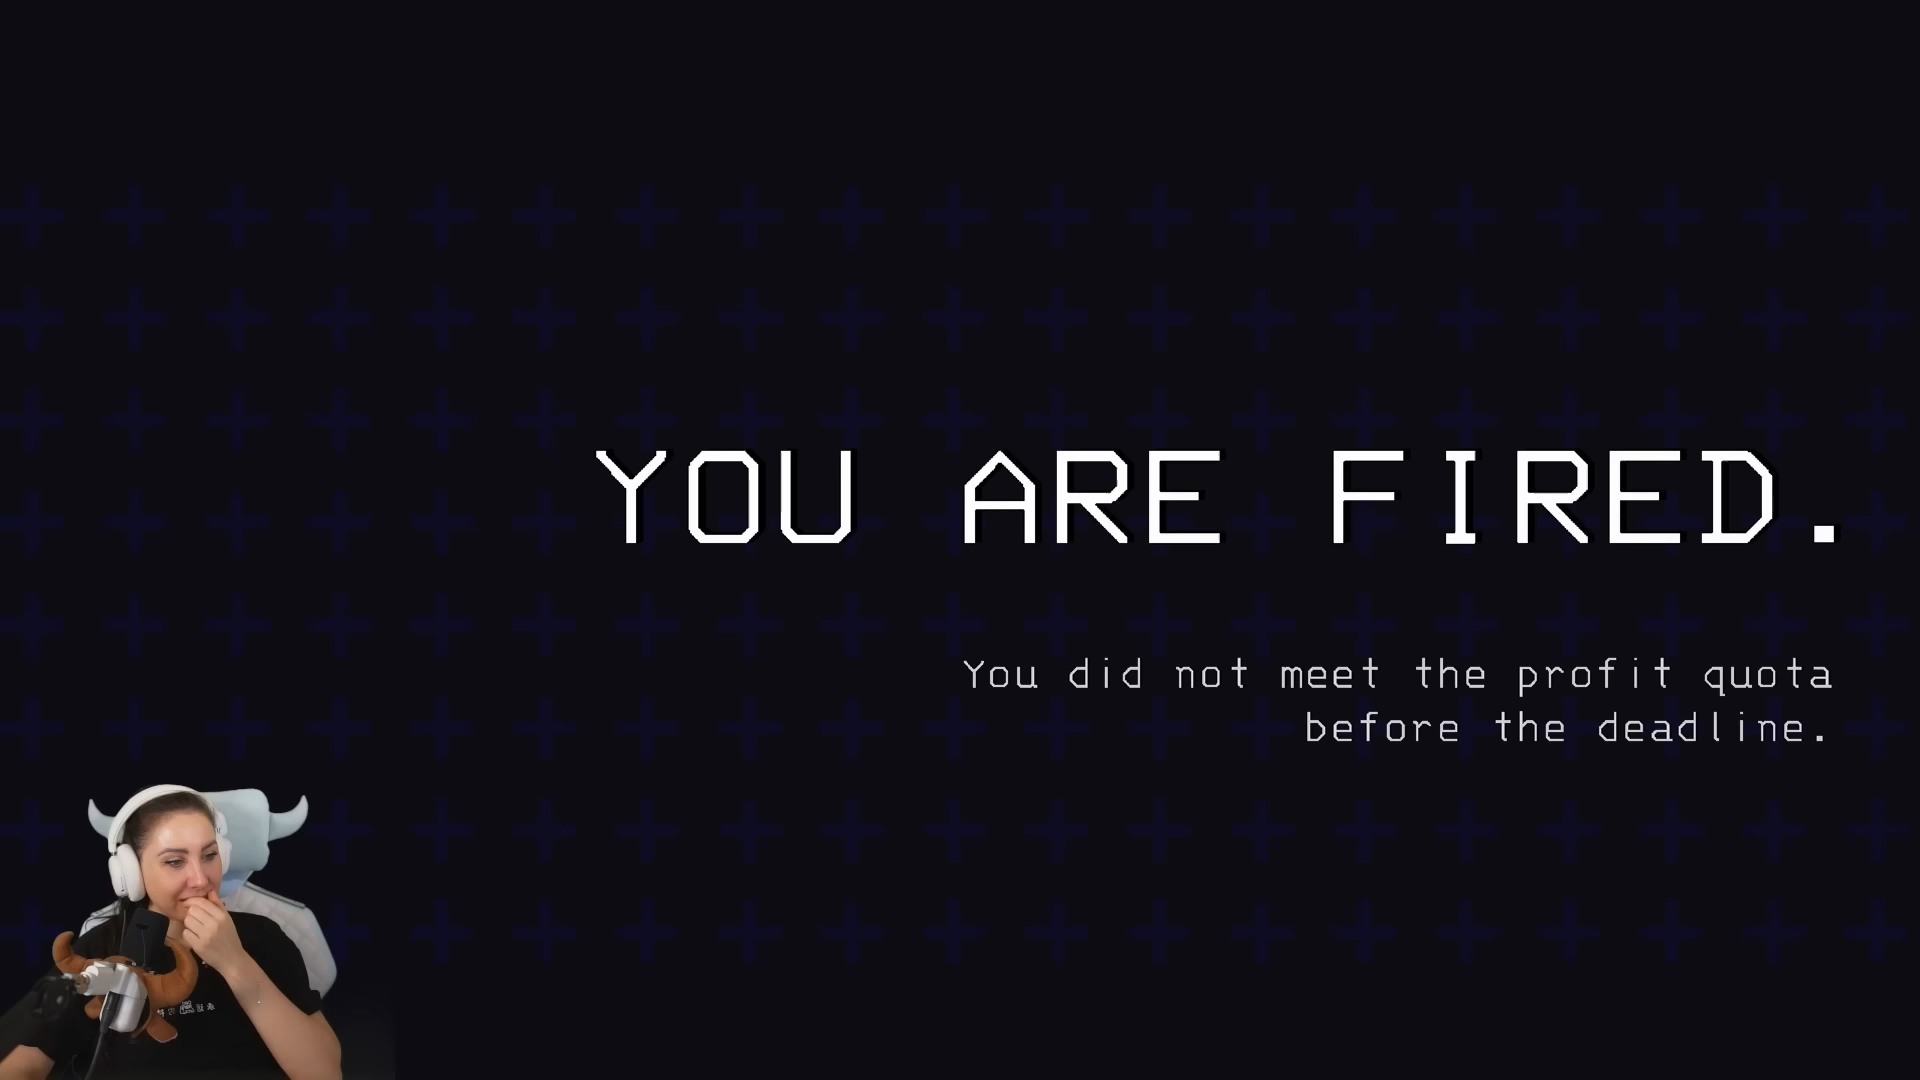 YOU ARE FIRED.
You did not meet the profit quota
before the deadline.